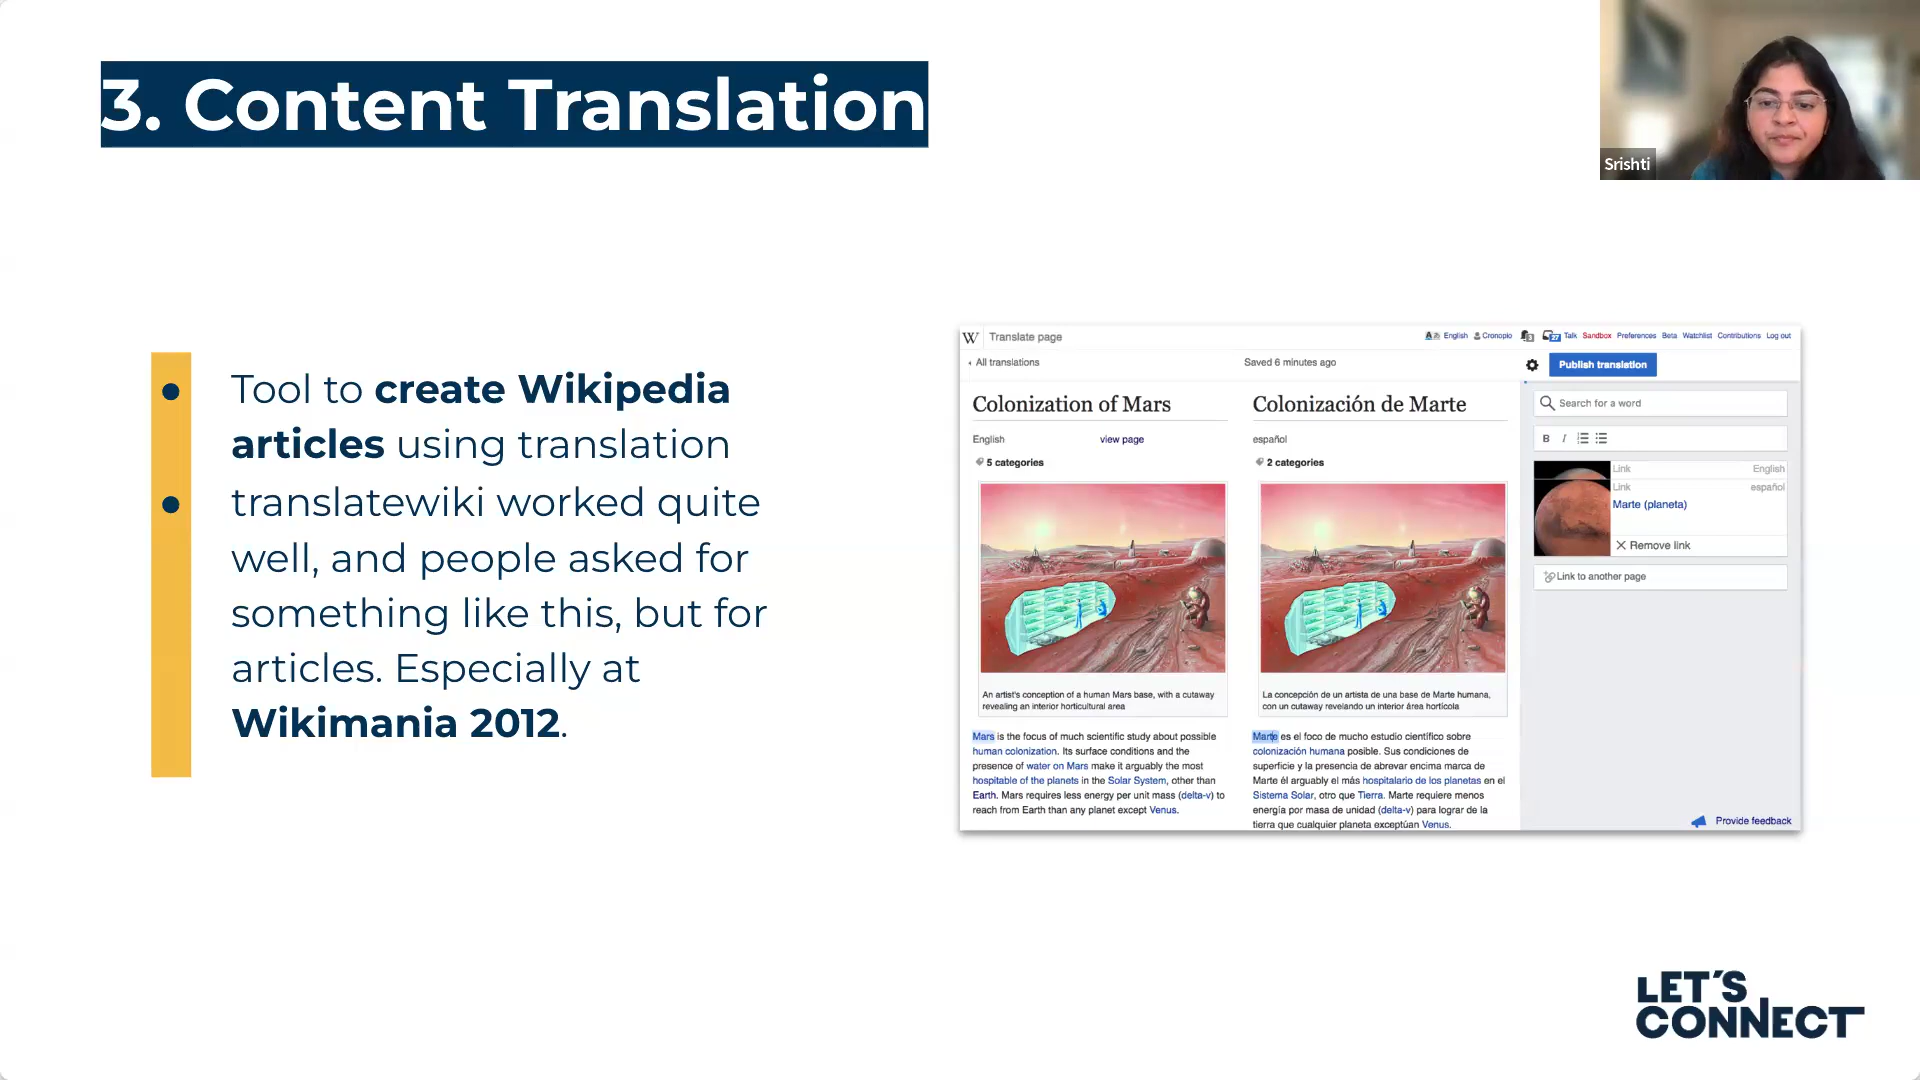 3. Content Translation
Srishti
• Tool to create Wikipedia
articles using translation
• translatewiki worked quite
well, and people asked for
something like this, but for
articles. Especially at
Wikimania 2012.
W Translate page
English Cronopio 3 27 Talk Sandbox Preferences Beta Watchlist Contributions Log out
All translations Saved 6 minutes ago Publish translation
Colonization of Mars
English view page
5 categories
An artist's conception of a human Mars base, with a cutaway
revealing an interior horticultural area
Mars is the focus of much scientific study about possible
human colonization. Its surface conditions and the
presence of water on Mars make it arguably the most
hospitable of the planets in the Solar System, other than
Earth. Mars requires less energy per unit mass (delta-v) to
reach from Earth than any planet except Venus.
Colonización de Marte
español
2 categories
La concepción de un artista de una base de Marte humana,
con un cutaway revelando un interior área hortícola
Marte es el foco de mucho estudio científico sobre
colonización humana posible. Sus condiciones de
superficie y la presencia de abrevar encima marca de
Marte él arguably el más hospitalario de los planetas en el
Sistema Solar, otro que Tierra. Marte requiere menos
energía por masa de unidad (delta-v) para lograr de la
tierra que cualquier planeta exceptúan Venus.
Search for a word
B I
Link English
Link español
Marte (planeta)
Remove link
Link to another page
Provide feedback
LET'S
CONNECT